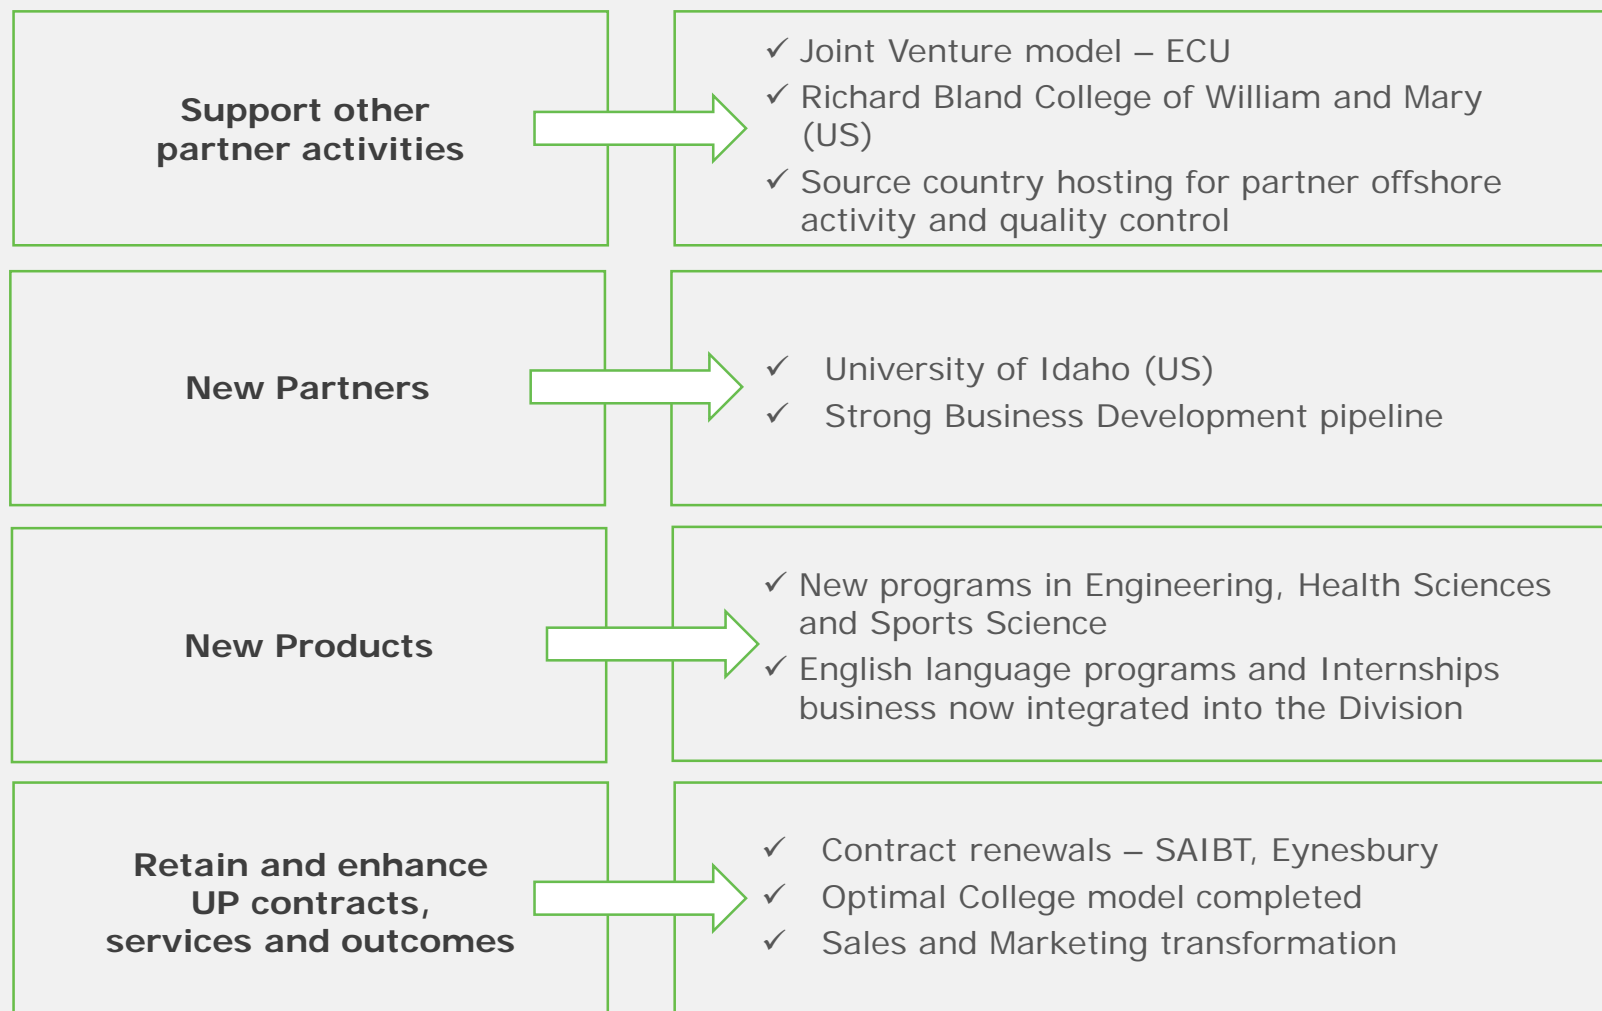 Support other
partner activities
✓ Joint Venture model – ECU
✓ Richard Bland College of William and Mary
(US)
✓ Source country hosting for partner offshore
activity and quality control
New Partners
✓ University of Idaho (US)
✓ Strong Business Development pipeline
New Products
✓ New programs in Engineering, Health Sciences
and Sports Science
✓ English language programs and Internships
business now integrated into the Division
Retain and enhance
UP contracts,
services and outcomes
✓ Contract renewals – SAIBT, Eynesbury
✓ Optimal College model completed
✓ Sales and Marketing transformation